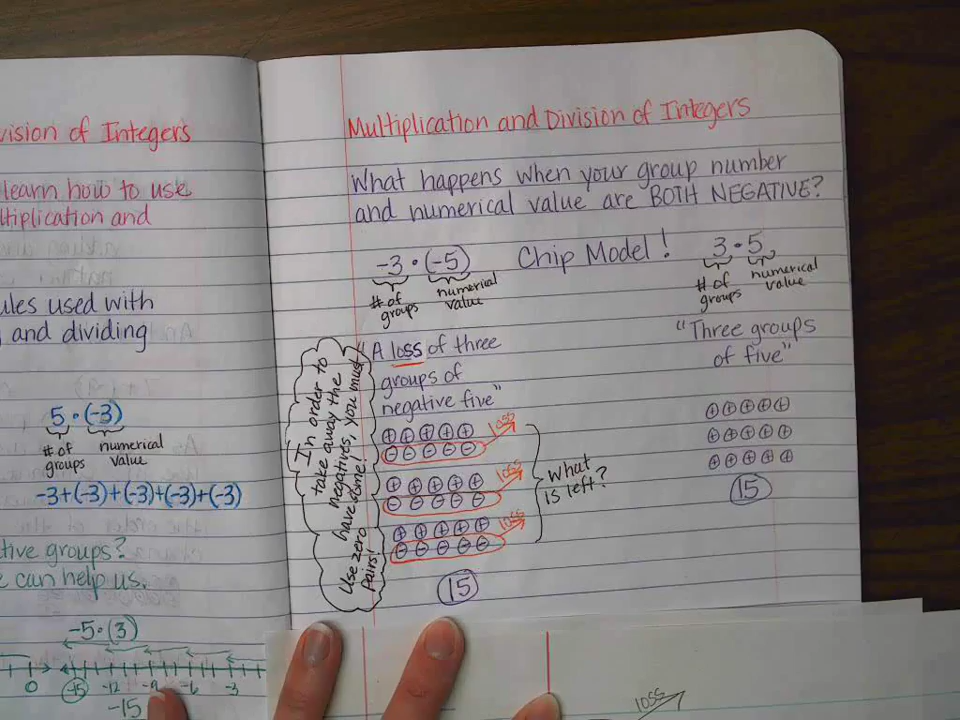 vision of Integers
learn how to use
ltiplication and
ules used with
and dividing
5 · (-3)
# of groups
numerical value
-3+(-3)+(-3)+(-3)+(-3)
tive groups?
e can help us.
-5 · (3)
0
-15 -12 -9 -6 -3
-15
Multiplication and Division of Integers
What happens when your group number
and numerical value are BOTH NEGATIVE?
-3 · (-5)
# of groups
numerical value
Chip Model!
3 · 5
# of groups
numerical value
"A loss of three
groups of
negative five"
"Three groups
of five"
In order to
take away the
negatives, you must
have some!
Use zero
pairs!
+ + + + +
- - - - -
loss
+ + + + +
- - - - -
loss
+ + + + +
- - - - -
loss
What
is left?
15
+ + + + +
+ + + + +
+ + + + +
15
loss